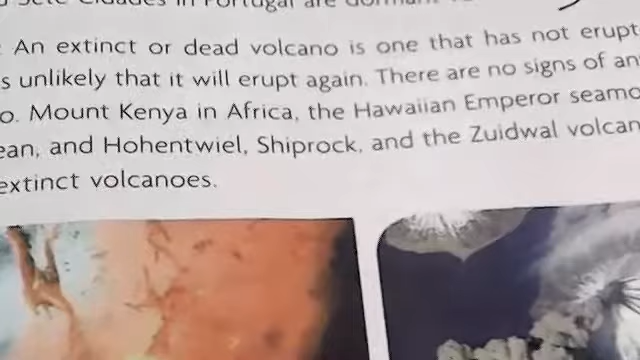 Sete Cidades in Portugal are
: An extinct or dead volcano is one that has not erupt
s unlikely that it will erupt again. There are no signs of an
o. Mount Kenya in Africa, the Hawaiian Emperor seamo
ean, and Hohentwiel, Shiprock, and the Zuidwal volcan
extinct volcanoes.